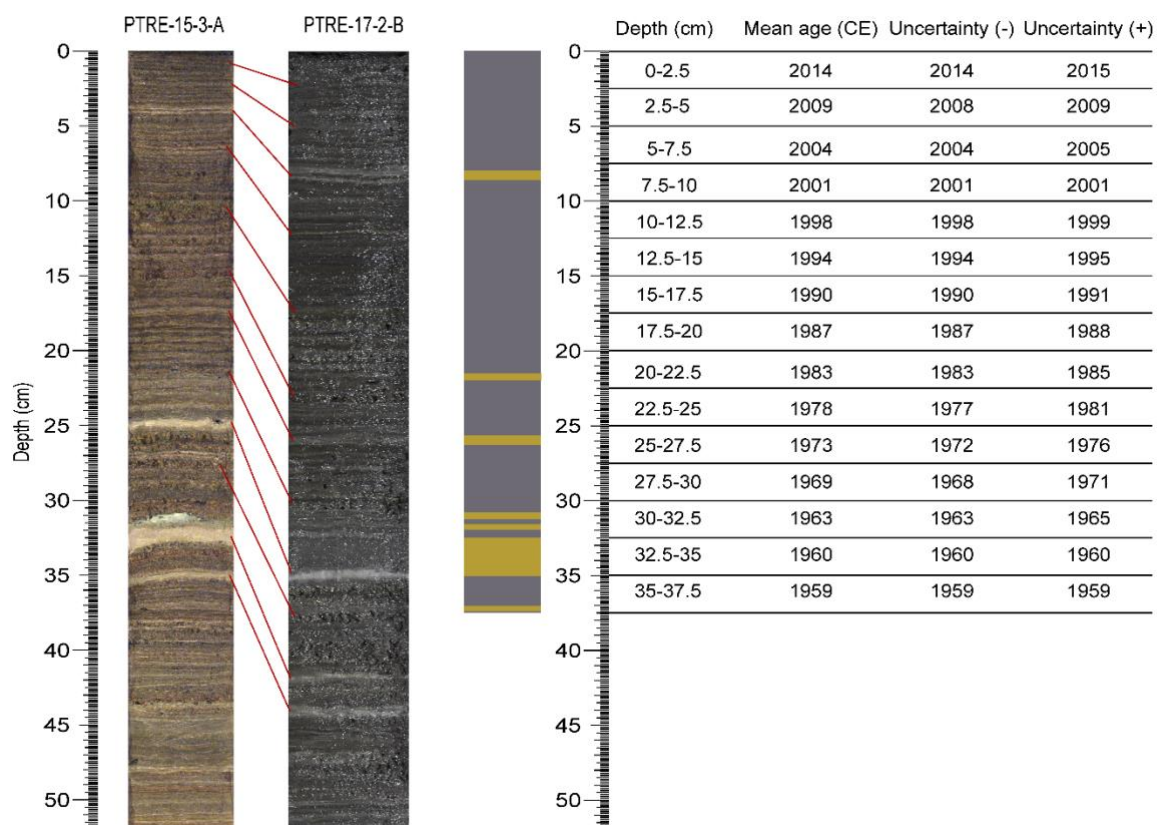 PTRE-15-3-A PTRE-17-2-B
Depth (cm) Mean age (CE) Uncertainty (-) Uncertainty (+)
0-2.5 2014 2014 2015
2.5-5 2009 2008 2009
5-7.5 2004 2004 2005
7.5-10 2001 2001 2001
10-12.5 1998 1998 1999
12.5-15 1994 1994 1995
15-17.5 1990 1990 1991
17.5-20 1987 1987 1988
20-22.5 1983 1983 1985
22.5-25 1978 1977 1981
25-27.5 1973 1972 1976
27.5-30 1969 1968 1971
30-32.5 1963 1963 1965
32.5-35 1960 1960 1960
35-37.5 1959 1959 1959
Depth (cm)
0
5
10
15
20
25
30
35
40
45
50
0
5
10
15
20
25
30
35
40
45
50